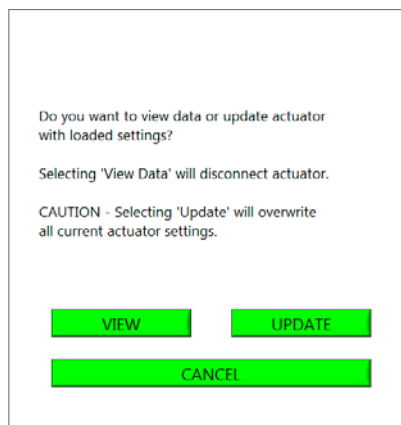 Do you want to view data or update actuator
with loaded settings?
Selecting 'View Data' will disconnect actuator.
CAUTION - Selecting 'Update' will overwrite
all current actuator settings.
VIEW
UPDATE
CANCEL